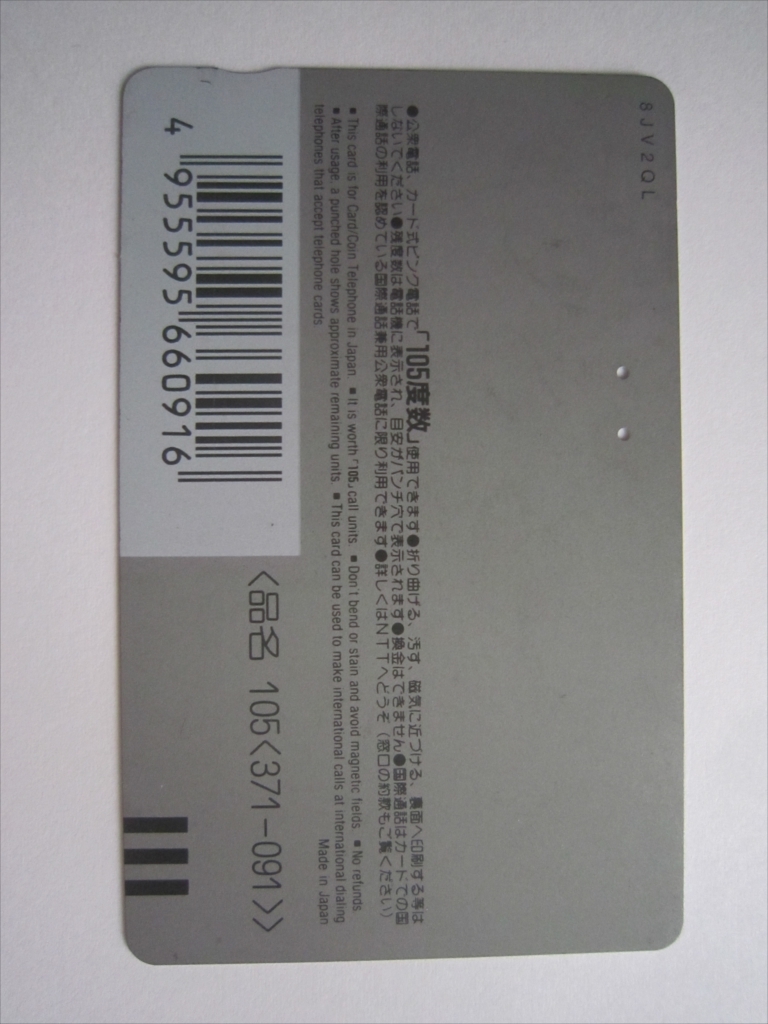 8JV2QL
●公衆電話、カード式ピンク電話で「105度数」使用できます●折り曲げる、汚す、磁気に近づける、裏面へ印刷する等は
しないでください●残度数は電話機に表示され、目安がパンチ穴で表示されます●換金はできません●国際通話はカードでの国
際通話の利用を認めている国際通話兼用公衆電話に限り利用できます●詳しくはNTTへどうぞ（窓口の約款もご覧ください）
■ This card is for Card/Coin Telephone in Japan. ■ It is worth「105」call units. ■ Don't bend or stain and avoid magnetic fields. ■ No refunds.
■ After usage, a punched hole shows approximate remaining units. ■ This card can be used to make international calls at international dialing
telephones that accept telephone cards. Made in Japan
<品名 105<371-091>>
4 955595 660916